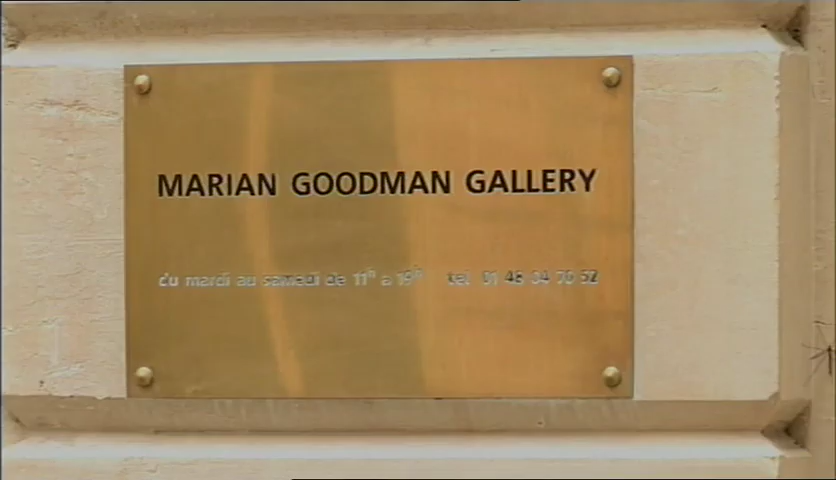 MARIAN GOODMAN GALLERY
du mardi au samedi de 11h a 19h tel 01 48 04 70 52